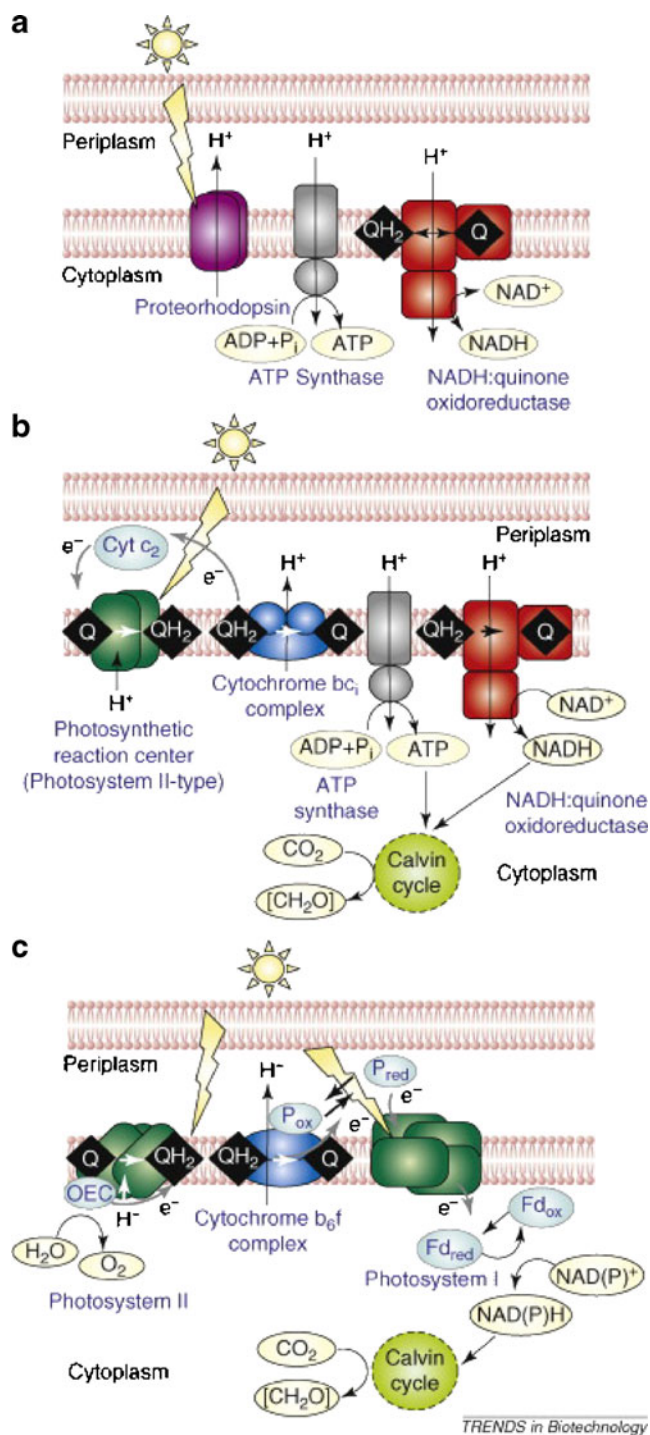 a
Periplasm
H+
H+
H+
QH2
Q
Cytoplasm
Proteorhodopsin
NAD+
ADP+Pi
ATP
NADH
ATP Synthase
NADH:quinone
oxidoreductase
b
Periplasm
e−
Cyt c2
e−
H+
H+
H+
Q
QH2
QH2
Q
QH2
Q
H+
Cytochrome bci
complex
NAD+
Photosynthetic
reaction center
(Photosystem II-type)
ADP+Pi
ATP
NADH
ATP
synthase
NADH:quinone
oxidoreductase
CO2
Calvin
cycle
Cytoplasm
[CH2O]
c
Periplasm
H-
Pred
e−
Pox
e−
Q
QH2
QH2
Q
OEC
H-
e−
Cytochrome b6f
complex
e−
Fdox
H2O
O2
Fdred
Photosystem I
NAD(P)+
Photosystem II
NAD(P)H
CO2
Calvin
cycle
Cytoplasm
[CH2O]
TRENDS in Biotechnology